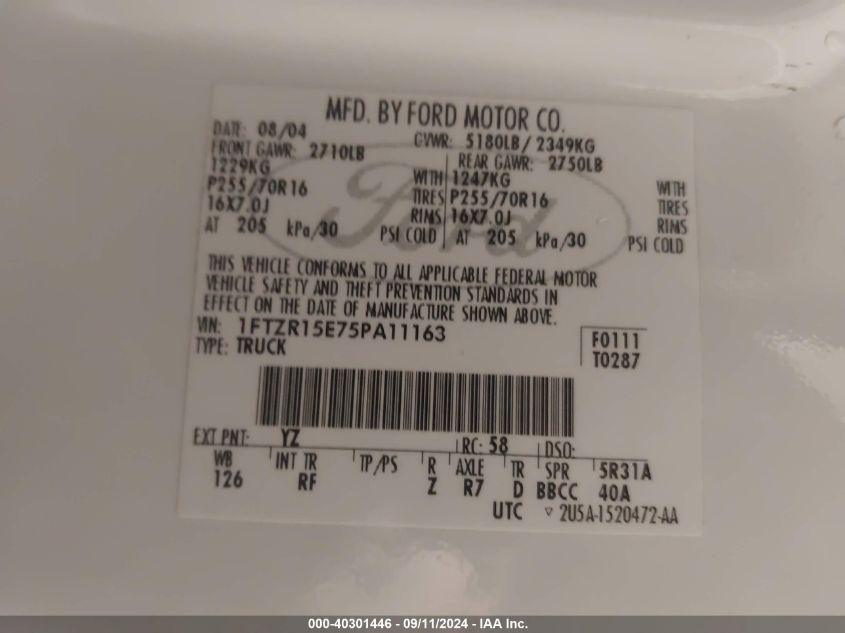 MFD. BY FORD MOTOR CO.
DATE: 08/04 GVWR: 5180LB/ 2349KG
FRONT GAWR: 2710LB REAR GAWR: 2750LB
1229KG WITH 1247KG WITH
P255/70R16 TIRES P255/70R16 TIRES
16X7.0J RIMS 16X7.0J RIMS
AT 205 kPa/30 PSI COLD AT 205 kPa/30 PSI COLD
Ford
THIS VEHICLE CONFORMS TO ALL APPLICABLE FEDERAL MOTOR
VEHICLE SAFETY AND THEFT PREVENTION STANDARDS IN
EFFECT ON THE DATE OF MANUFACTURE SHOWN ABOVE.
VIN: 1FTZR15E75PA11163 F0111
TYPE: TRUCK T0287
EXT PNT: YZ RC: 58 DSO:
WB INT TR TP/PS R AXLE TR SPR 5R31A
126 RF Z R7 D BBCC 40A
UTC ▽ 2U5A-1520472-AA
000-40301446 - 09/11/2024 - IAA Inc.